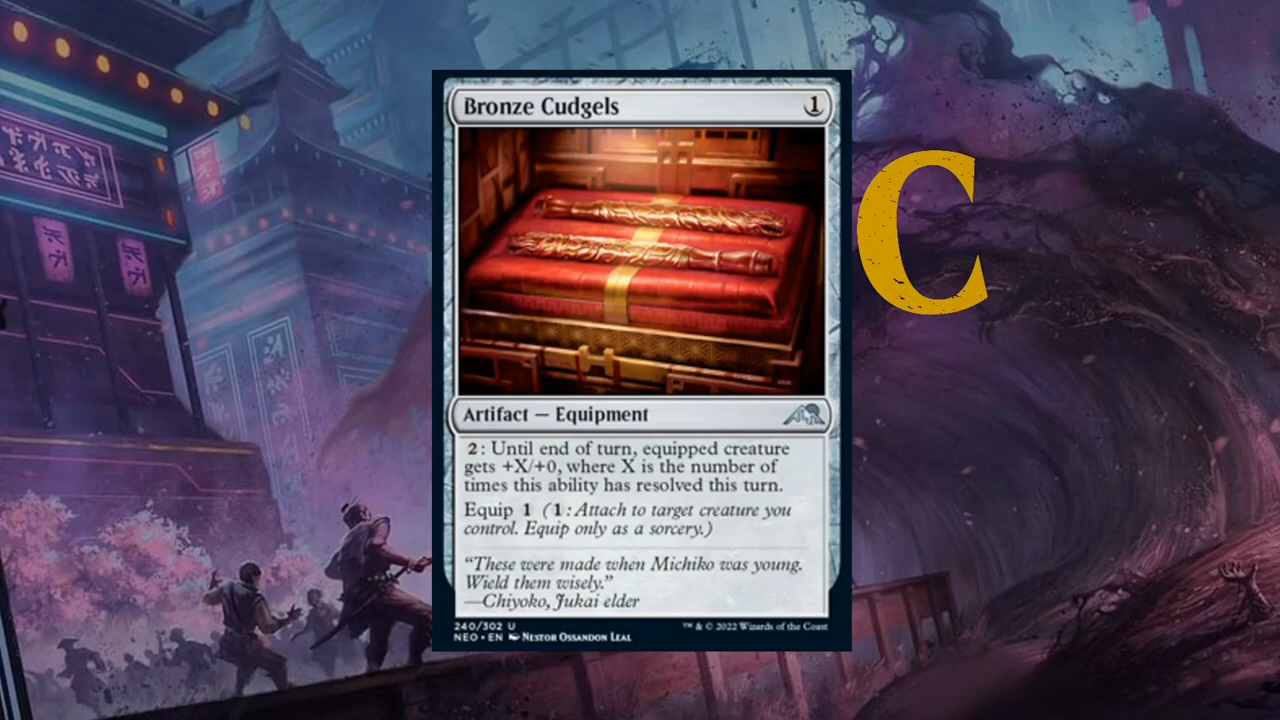 Bronze Cudgels 1
C
Artifact — Equipment
2: Until end of turn, equipped creature
gets +X/+0, where X is the number of
times this ability has resolved this turn.
Equip 1 (1: Attach to target creature you
control. Equip only as a sorcery.)
“These were made when Michiko was young.
Wield them wisely.”
—Chiyoko, Jukai elder
240/302 U
NEO • EN Nestor Ossandon Leal
™ & © 2022 Wizards of the Coast